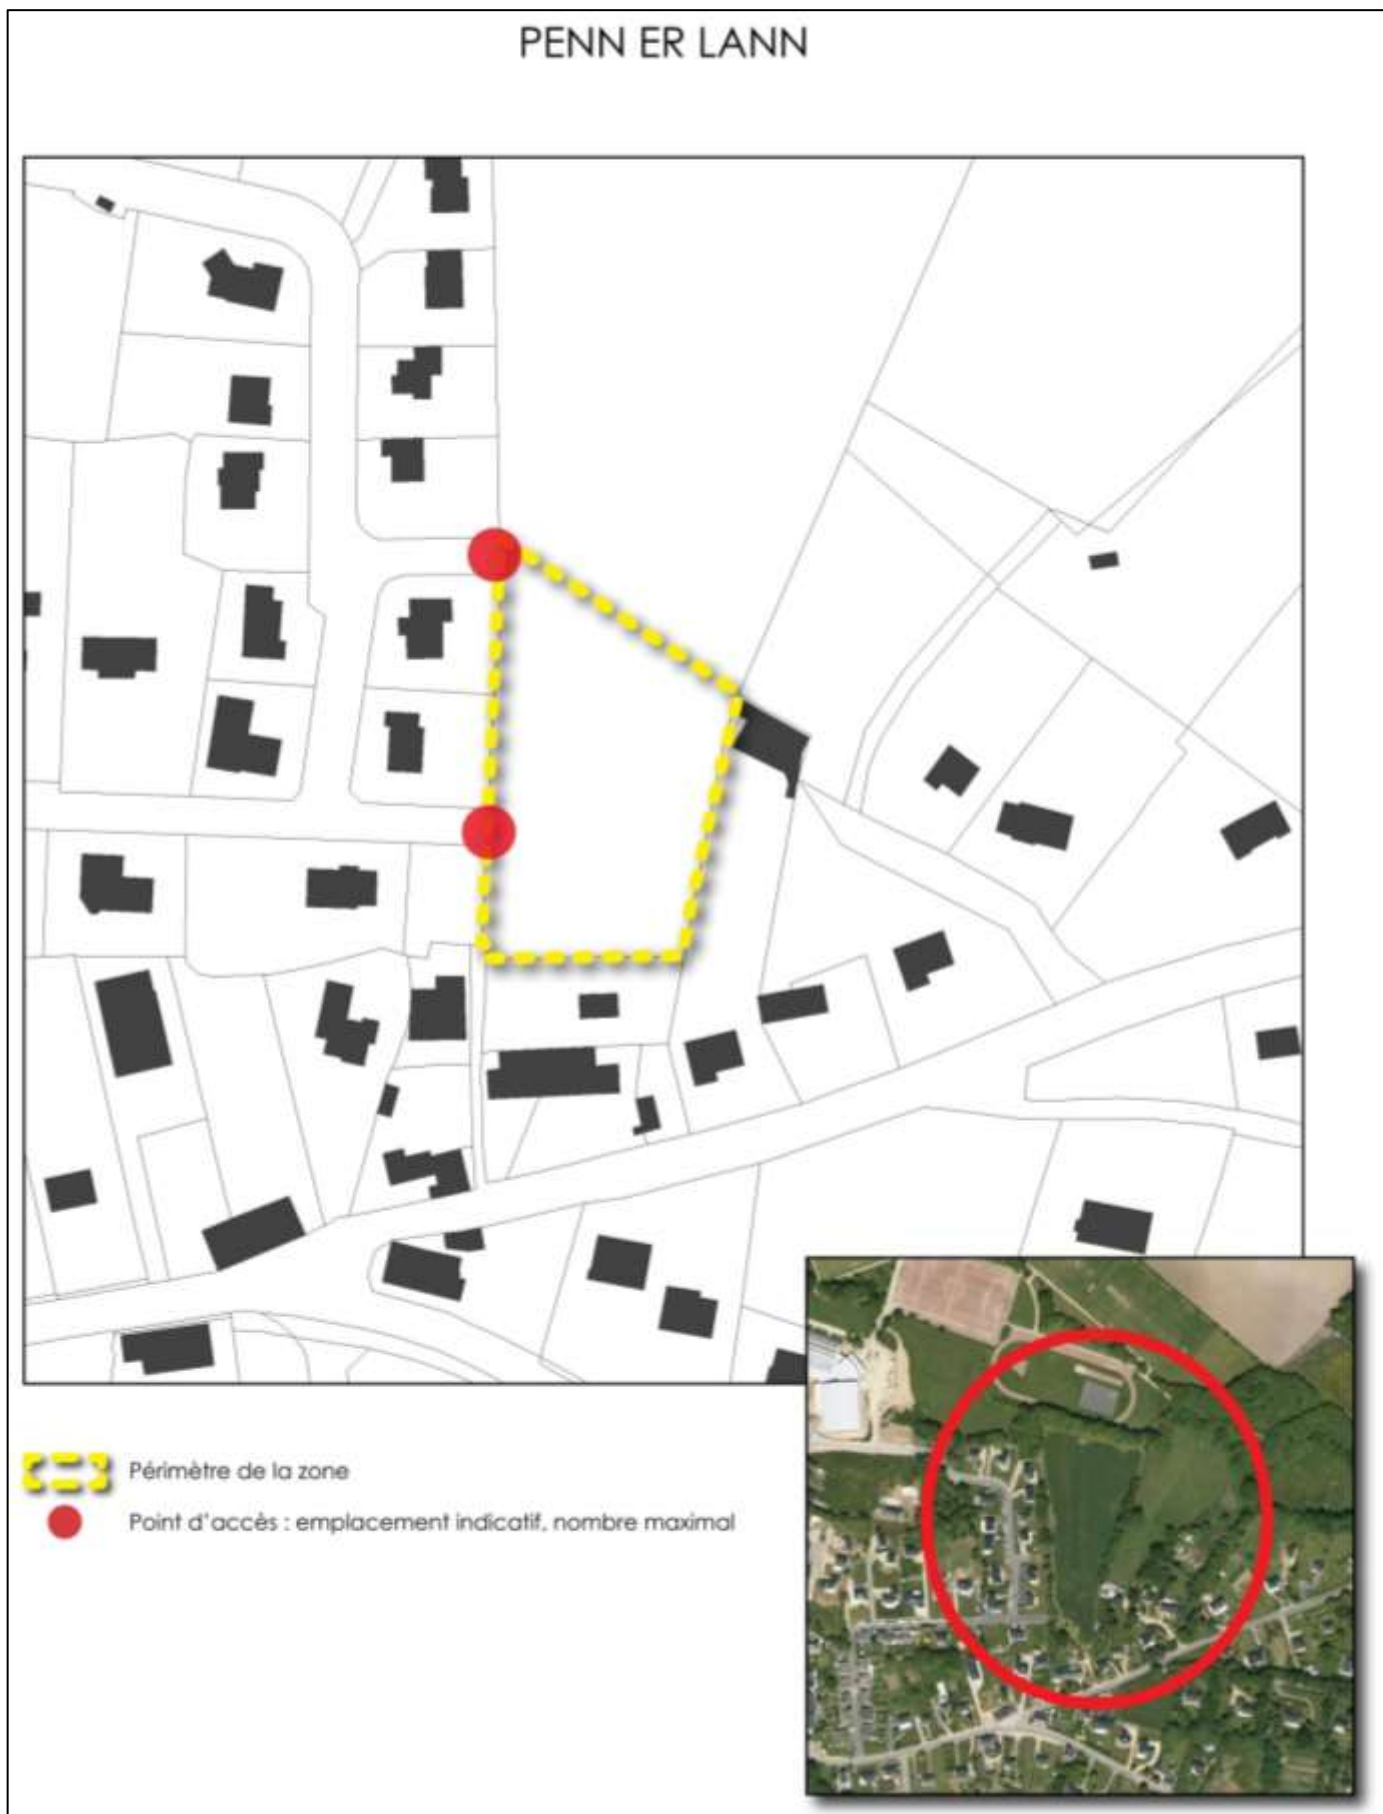 PENN ER LANN
Périmètre de la zone
Point d'accès : emplacement indicatif, nombre maximal